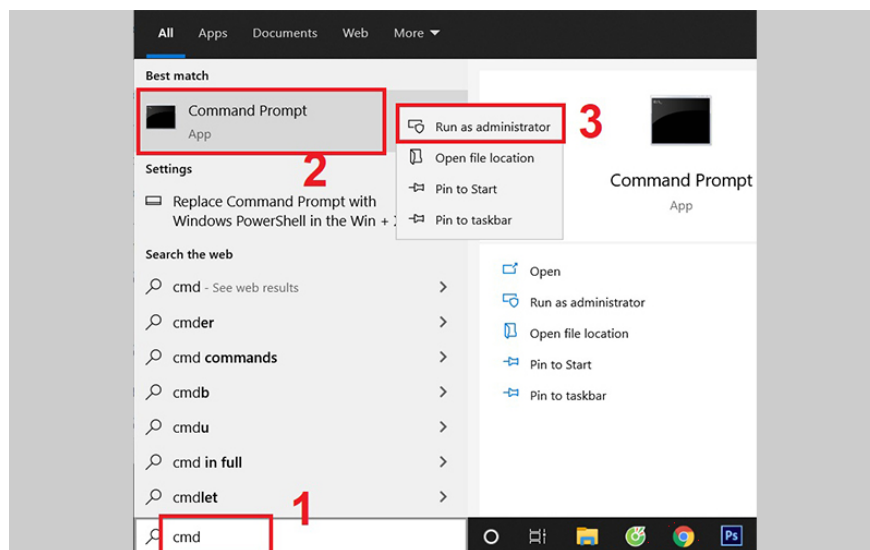 All Apps Documents Web More
Best match
Command Prompt
App
2
Settings
Replace Command Prompt with
Windows PowerShell in the Win +
Search the web
cmd - See web results
cmder
cmd commands
cmdb
cmdu
cmd in full
cmdlet
1
cmd
Run as administrator
3
Open file location
Pin to Start
Pin to taskbar
Command Prompt
App
Open
Run as administrator
Open file location
Pin to Start
Pin to taskbar
Ps